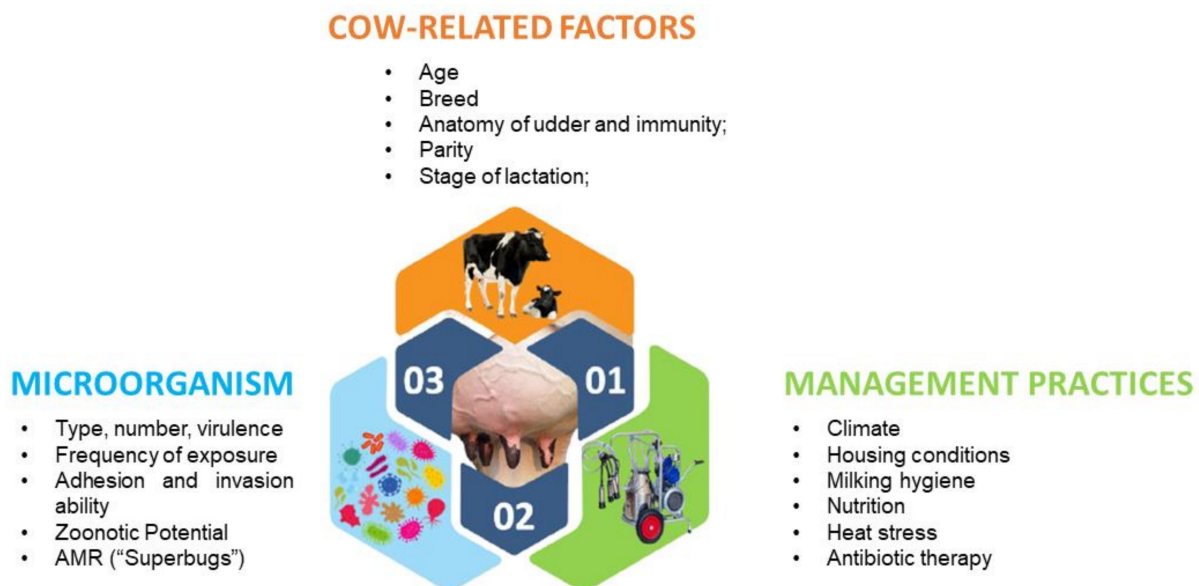 COW-RELATED FACTORS
• Age
• Breed
• Anatomy of udder and immunity;
• Parity
• Stage of lactation;
03
01
02
MICROORGANISM
• Type, number, virulence
• Frequency of exposure
• Adhesion and invasion
ability
• Zoonotic Potential
• AMR (“Superbugs”)
MANAGEMENT PRACTICES
• Climate
• Housing conditions
• Milking hygiene
• Nutrition
• Heat stress
• Antibiotic therapy